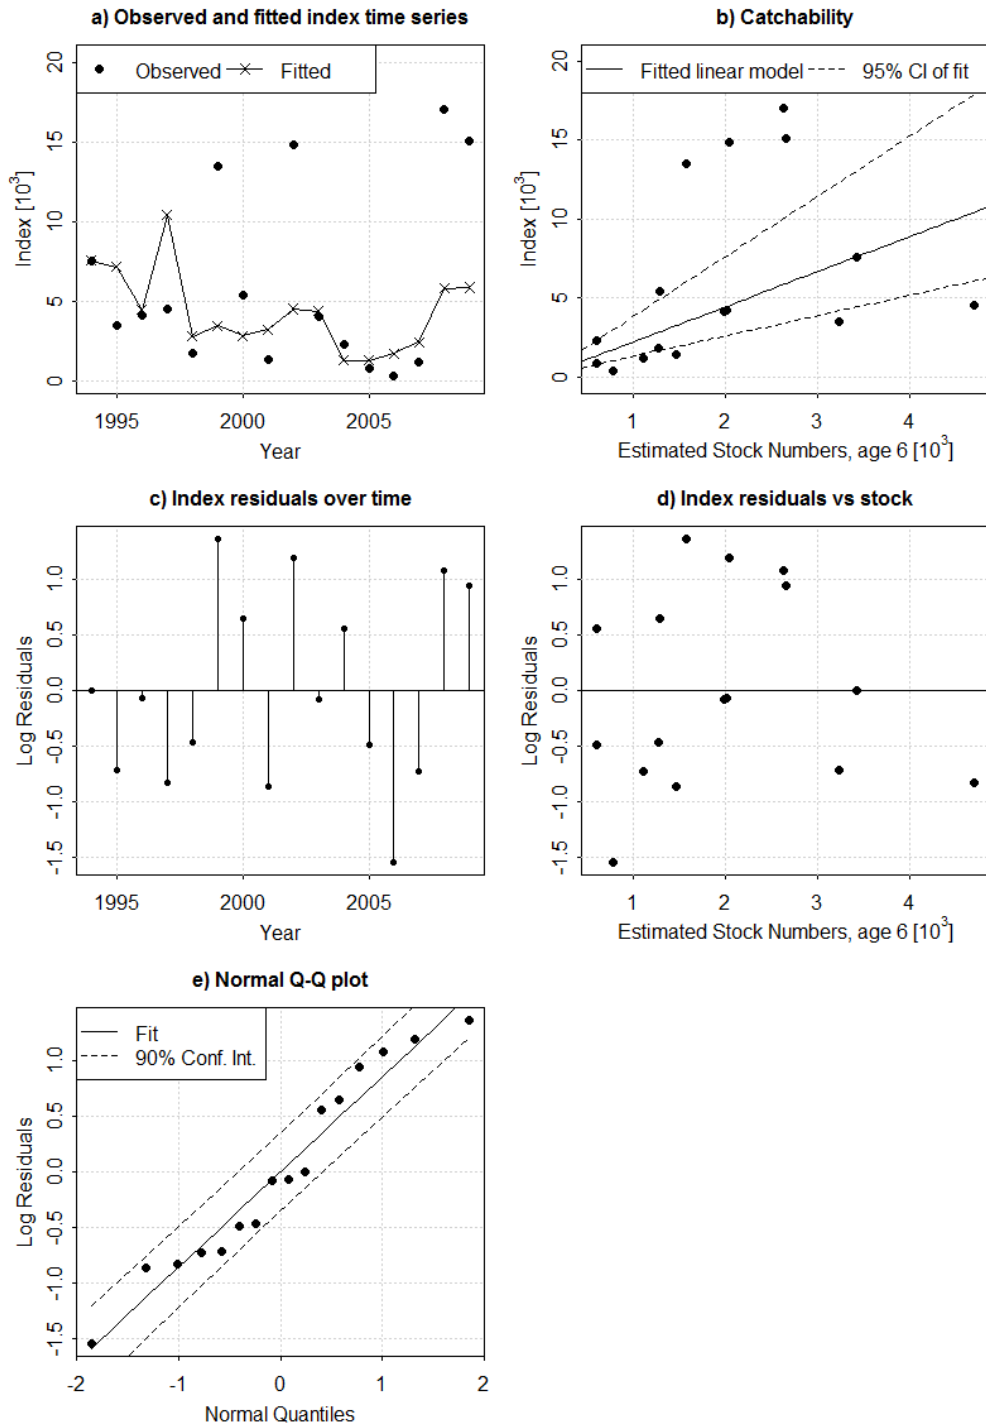 a) Observed and fitted index time series
Observed Fitted
20
15
10
5
0
Index [10³]
1995 2000 2005
Year
b) Catchability
Fitted linear model 95% CI of fit
20
15
10
5
0
Index [10³]
1 2 3 4
Estimated Stock Numbers, age 6 [10³]
c) Index residuals over time
1.0
0.5
0.0
-0.5
-1.0
-1.5
Log Residuals
1995 2000 2005
Year
d) Index residuals vs stock
1.0
0.5
0.0
-0.5
-1.0
-1.5
Log Residuals
1 2 3 4
Estimated Stock Numbers, age 6 [10³]
e) Normal Q-Q plot
Fit
90% Conf. Int.
1.0
0.5
0.0
-0.5
-1.0
-1.5
Log Residuals
-2 -1 0 1 2
Normal Quantiles